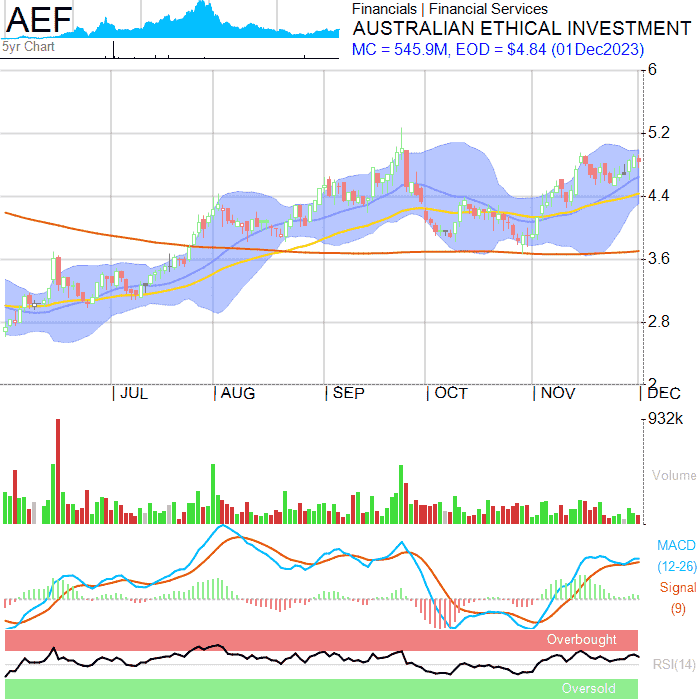 AEF
5yr Chart
Financials | Financial Services
AUSTRALIAN ETHICAL INVESTMENT
MC = 545.9M, EOD = $4.84 (01Dec2023)
6
5.2
4.4
3.6
2.8
2
JUL AUG SEP OCT NOV DEC
932k
Volume
MACD
(12-26)
Signal
(9)
Overbought
RSI(14)
Oversold